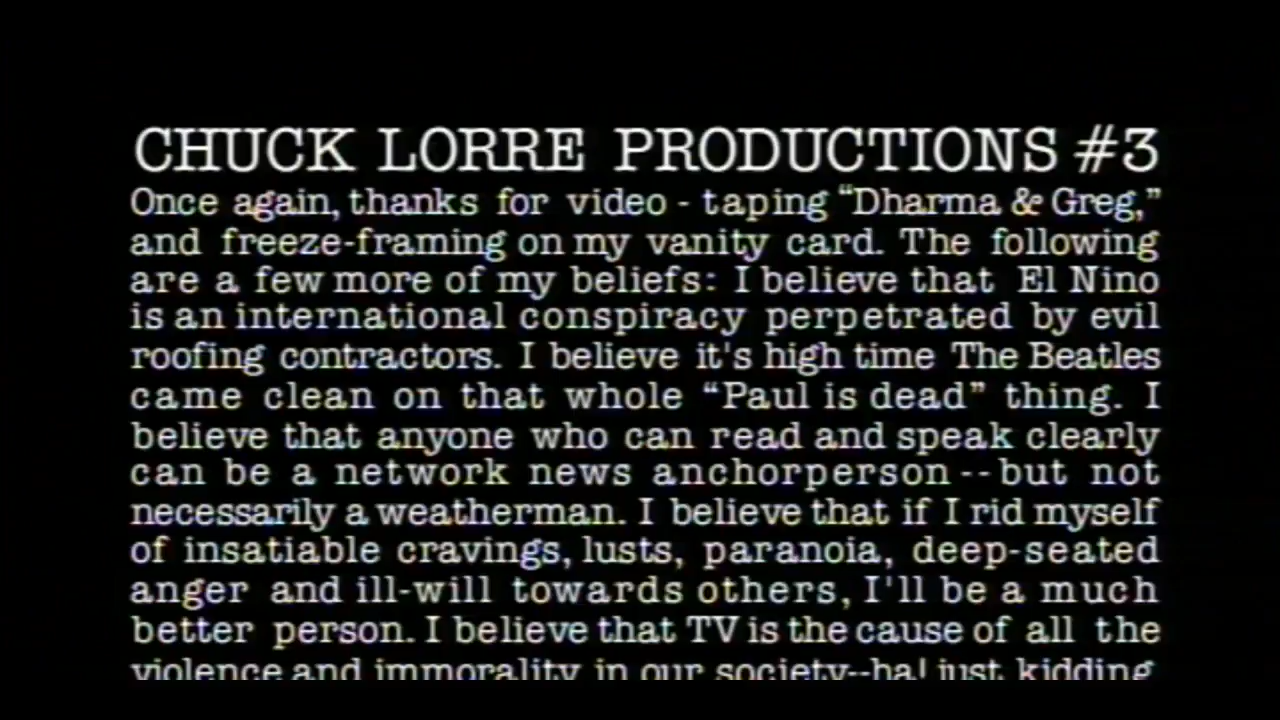 CHUCK LORRE PRODUCTIONS #3
Once again, thanks for video - taping “Dharma & Greg,”
and freeze-framing on my vanity card. The following
are a few more of my beliefs: I believe that El Nino
is an international conspiracy perpetrated by evil
roofing contractors. I believe it's high time The Beatles
came clean on that whole “Paul is dead” thing. I
believe that anyone who can read and speak clearly
can be a network news anchorperson -- but not
necessarily a weatherman. I believe that if I rid myself
of insatiable cravings, lusts, paranoia, deep-seated
anger and ill-will towards others, I'll be a much
better person. I believe that TV is the cause of all the
violence and immorality in our society--ha! just kidding.